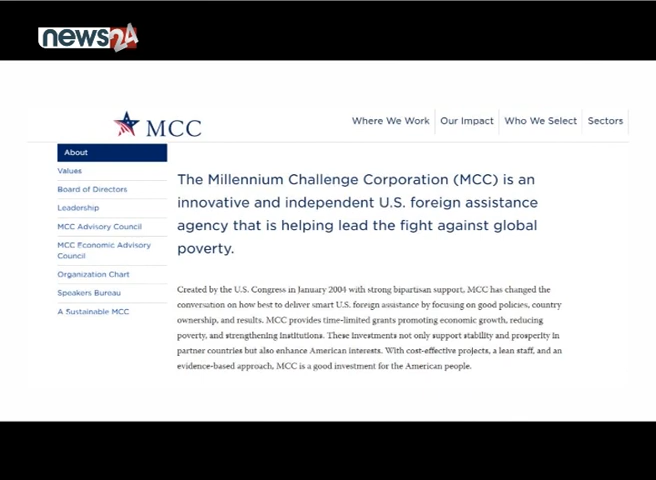 news24
MCC
Where We Work
Our Impact
Who We Select
Sectors
About
Values
Board of Directors
Leadership
MCC Advisory Council
MCC Economic Advisory
Council
Organization Chart
Speakers Bureau
A Sustainable MCC
The Millennium Challenge Corporation (MCC) is an
innovative and independent U.S. foreign assistance
agency that is helping lead the fight against global
poverty.
Created by the U.S. Congress in January 2004 with strong bipartisan support, MCC has changed the
conversation on how best to deliver smart U.S. foreign assistance by focusing on good policies, country
ownership, and results. MCC provides time-limited grants promoting economic growth, reducing
poverty, and strengthening institutions. These investments not only support stability and prosperity in
partner countries but also enhance American interests. With cost-effective projects, a lean staff, and an
evidence-based approach, MCC is a good investment for the American people.